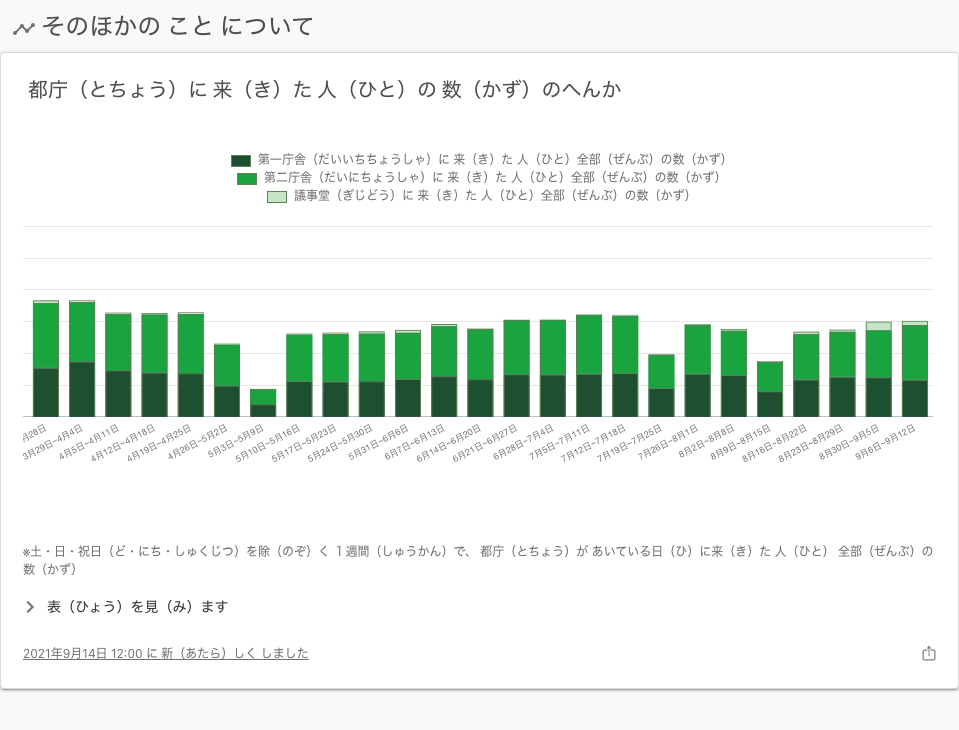 そのほかの こと について
都庁（とちょう）に 来（き）た 人（ひと）の 数（かず）のへんか
第一庁舎（だいいちちょうしゃ）に 来（き）た 人（ひと）全部（ぜんぶ）の数（かず）
第二庁舎（だいにちょうしゃ）に 来（き）た 人（ひと）全部（ぜんぶ）の数（かず）
議事堂（ぎじどう）に 来（き）た 人（ひと）全部（ぜんぶ）の数（かず）
月28日
3月29日~4月4日
4月5日~4月11日
4月12日~4月18日
4月19日~4月25日
4月26日~5月2日
5月3日~5月9日
5月10日~5月16日
5月17日~5月23日
5月24日~5月30日
5月31日~6月6日
6月7日~6月13日
6月14日~6月20日
6月21日~6月27日
6月28日~7月4日
7月5日~7月11日
7月12日~7月18日
7月19日~7月25日
7月26日~8月1日
8月2日~8月8日
8月9日~8月15日
8月16日~8月22日
8月23日~8月29日
8月30日~9月5日
9月6日~9月12日
※土・日・祝日（ど・にち・しゅくじつ）を除（のぞ）く １週間（しゅうかん）で、 都庁（とちょう）が あいている日（ひ）に来（き）た 人（ひと） 全部（ぜんぶ）の
数（かず）
表（ひょう）を見（み）ます
2021年9月14日 12:00 に 新（あたら）しく しました